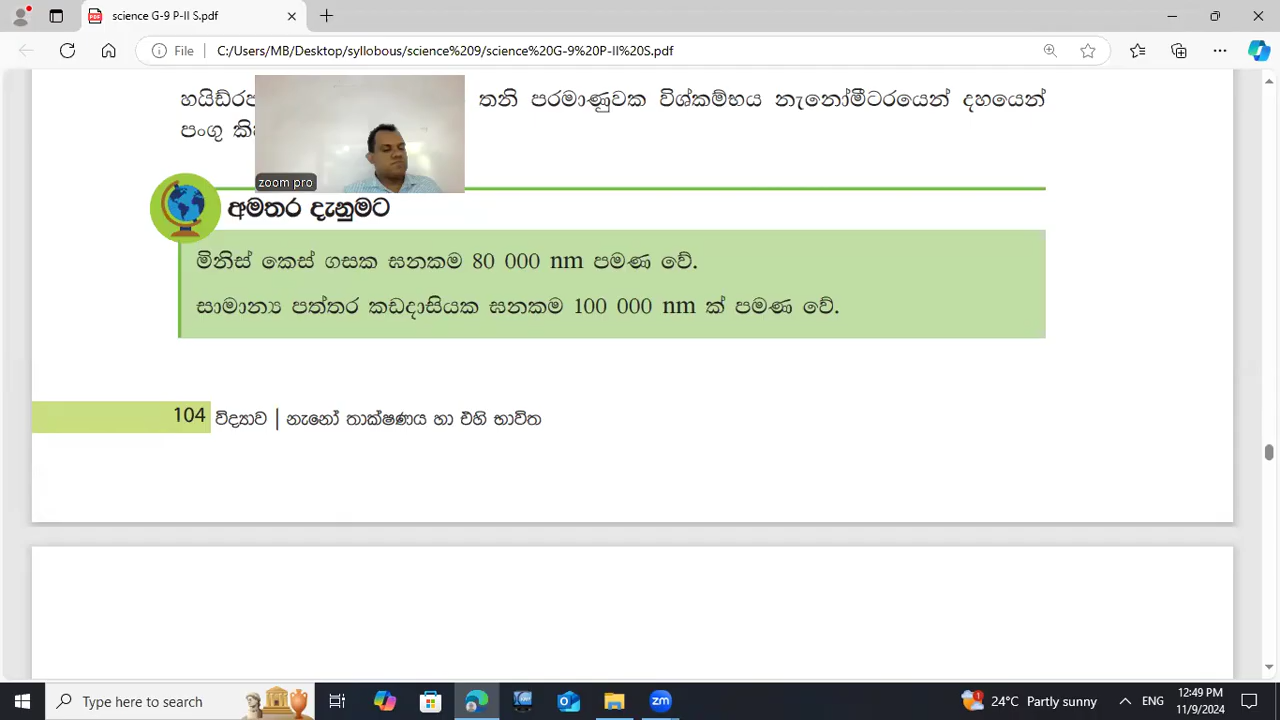 science G-9 P-II S.pdf
File C:/Users/MB/Desktop/syllobous/science%209/science%20G-9%20P-II%20S.pdf
තනි පරමාණුවක විශ්කම්භය නැනෝමීටරයෙන් දහයෙන්
පංගු
zoom pro
අමතර දැනුමට
මිනිස් කෙස් ගසක ඝනකම 80 000 nm පමණ වේ.
සාමාන්‍ය පත්තර කඩදාසියක ඝනකම 100 000 nm ක් පමණ වේ.
104 විද්‍යාව | නැනෝ තාක්ෂණය හා එහි භාවිත
Type here to search
zm
24°C Partly sunny
ENG
12:49 PM
11/9/2024